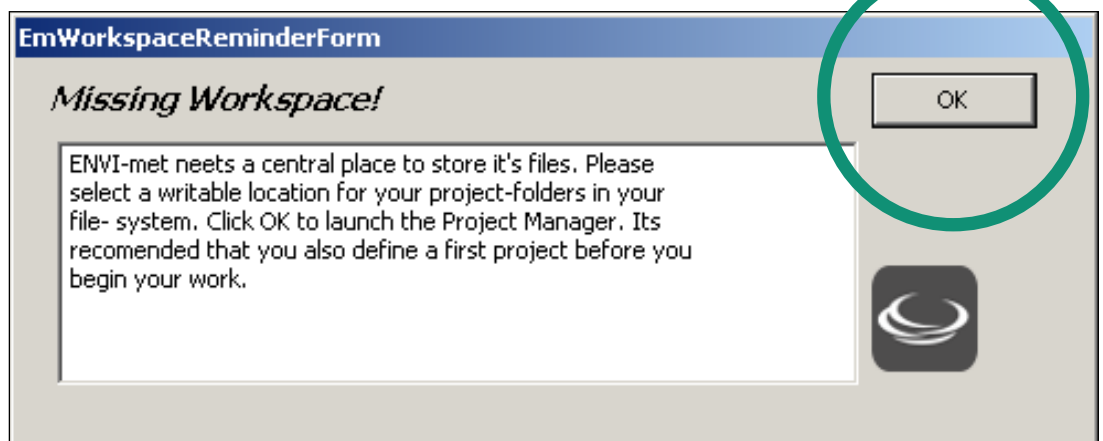 EmWorkspaceReminderForm
Missing Workspace!
OK
ENVI-met neets a central place to store it's files. Please
select a writable location for your project-folders in your
file- system. Click OK to launch the Project Manager. Its
recomended that you also define a first project before you
begin your work.